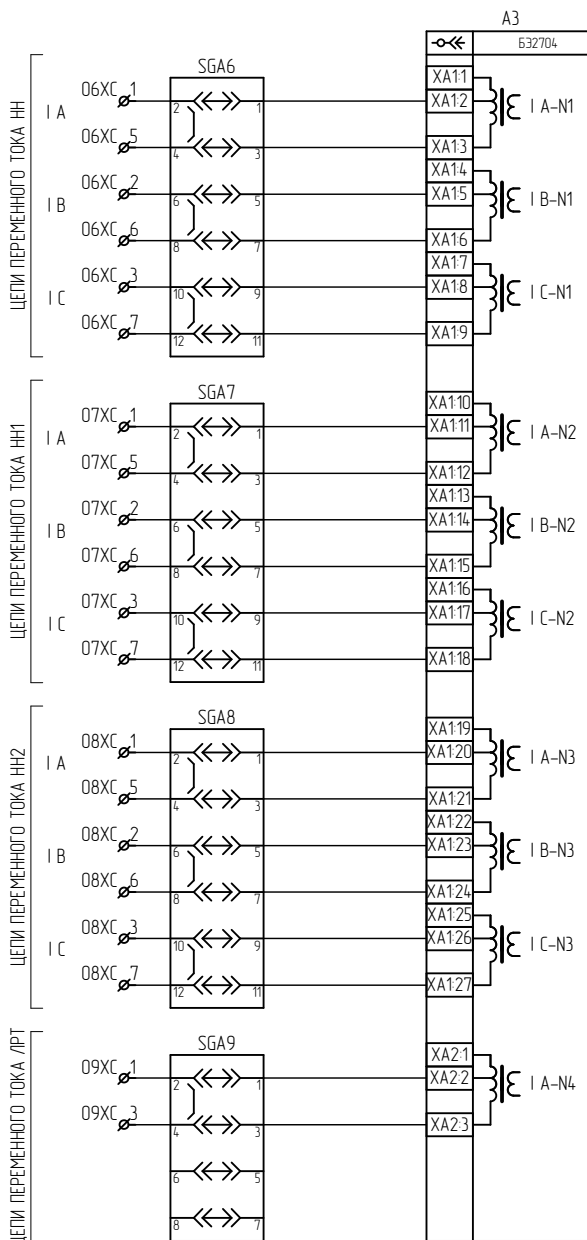 А3
БЭ2704
ЦЕПИ ПЕРЕМЕННОГО ТОКА НН
SGA6
I A
06XC 1
2 1
XA1:1
XA1:2
I A-N1
06XC 5
4 3
XA1:3
I B
06XC 2
6 5
XA1:4
XA1:5
I B-N1
06XC 6
8 7
XA1:6
I C
06XC 3
10 9
XA1:7
XA1:8
I C-N1
06XC 7
12 11
XA1:9
ЦЕПИ ПЕРЕМЕННОГО ТОКА НН1
SGA7
I A
07XC 1
2 1
XA1:10
XA1:11
I A-N2
07XC 5
4 3
XA1:12
I B
07XC 2
6 5
XA1:13
XA1:14
I B-N2
07XC 6
8 7
XA1:15
I C
07XC 3
10 9
XA1:16
XA1:17
I C-N2
07XC 7
12 11
XA1:18
ЦЕПИ ПЕРЕМЕННОГО ТОКА НН2
SGA8
I A
08XC 1
2 1
XA1:19
XA1:20
I A-N3
08XC 5
4 3
XA1:21
I B
08XC 2
6 5
XA1:22
XA1:23
I B-N3
08XC 6
8 7
XA1:24
I C
08XC 3
10 9
XA1:25
XA1:26
I C-N3
08XC 7
12 11
XA1:27
ЦЕПИ ПЕРЕМЕННОГО ТОКА ЛРТ
SGA9
09XC 1
2 1
XA2:1
XA2:2
I A-N4
09XC 3
4 3
XA2:3
6 5
8 7